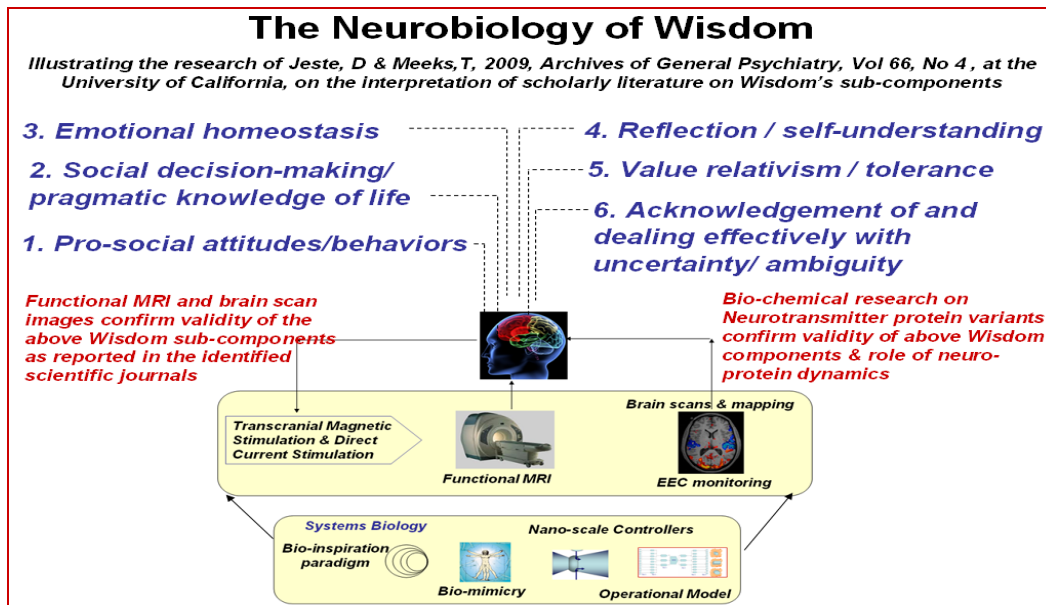 The Neurobiology of Wisdom
Illustrating the research of Jeste, D & Meeks,T, 2009, Archives of General Psychiatry, Vol 66, No 4 , at the
University of California, on the interpretation of scholarly literature on Wisdom's sub-components
3. Emotional homeostasis
2. Social decision-making/
pragmatic knowledge of life
1. Pro-social attitudes/behaviors
4. Reflection / self-understanding
5. Value relativism / tolerance
6. Acknowledgement of and
dealing effectively with
uncertainty/ ambiguity
Functional MRI and brain scan
images confirm validity of the
above Wisdom sub-components
as reported in the identified
scientific journals
Bio-chemical research on
Neurotransmitter protein variants
confirm validity of above Wisdom
components & role of neuro-
protein dynamics
Transcranial Magnetic
Stimulation & Direct
Current Stimulation
Functional MRI
Brain scans & mapping
EEC monitoring
Systems Biology
Bio-inspiration
paradigm
Bio-mimicry
Nano-scale Controllers
Operational Model